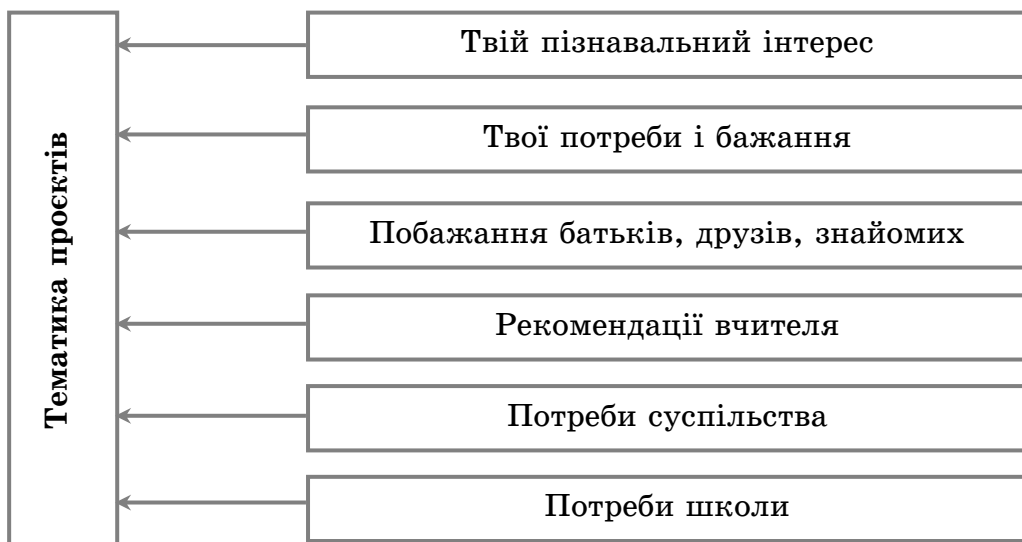 Тематика проєктів
Твій пізнавальний інтерес
Твої потреби і бажання
Побажання батьків, друзів, знайомих
Рекомендації вчителя
Потреби суспільства
Потреби школи